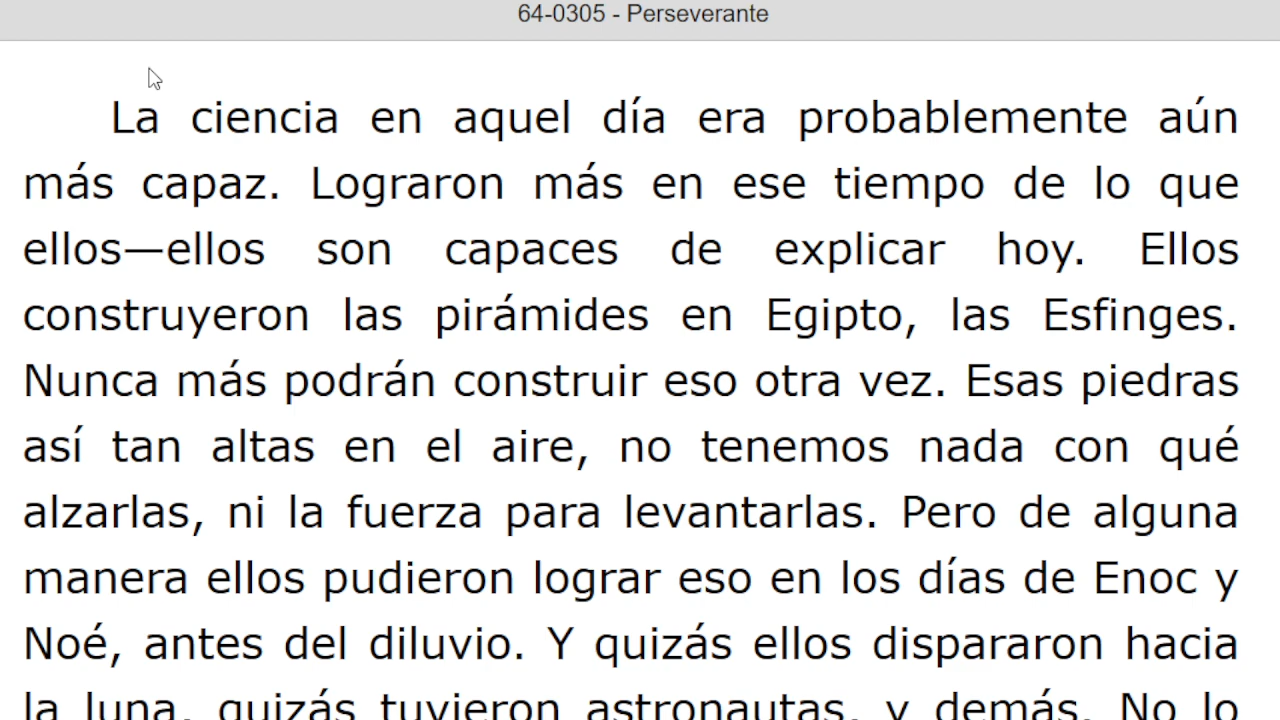 64-0305 - Perseverante
La ciencia en aquel día era probablemente aún
más capaz. Lograron más en ese tiempo de lo que
ellos—ellos son capaces de explicar hoy. Ellos
construyeron las pirámides en Egipto, las Esfinges.
Nunca más podrán construir eso otra vez. Esas piedras
así tan altas en el aire, no tenemos nada con qué
alzarlas, ni la fuerza para levantarlas. Pero de alguna
manera ellos pudieron lograr eso en los días de Enoc y
Noé, antes del diluvio. Y quizás ellos dispararon hacia
la luna, quizás tuvieron astronautas, y demás. No lo